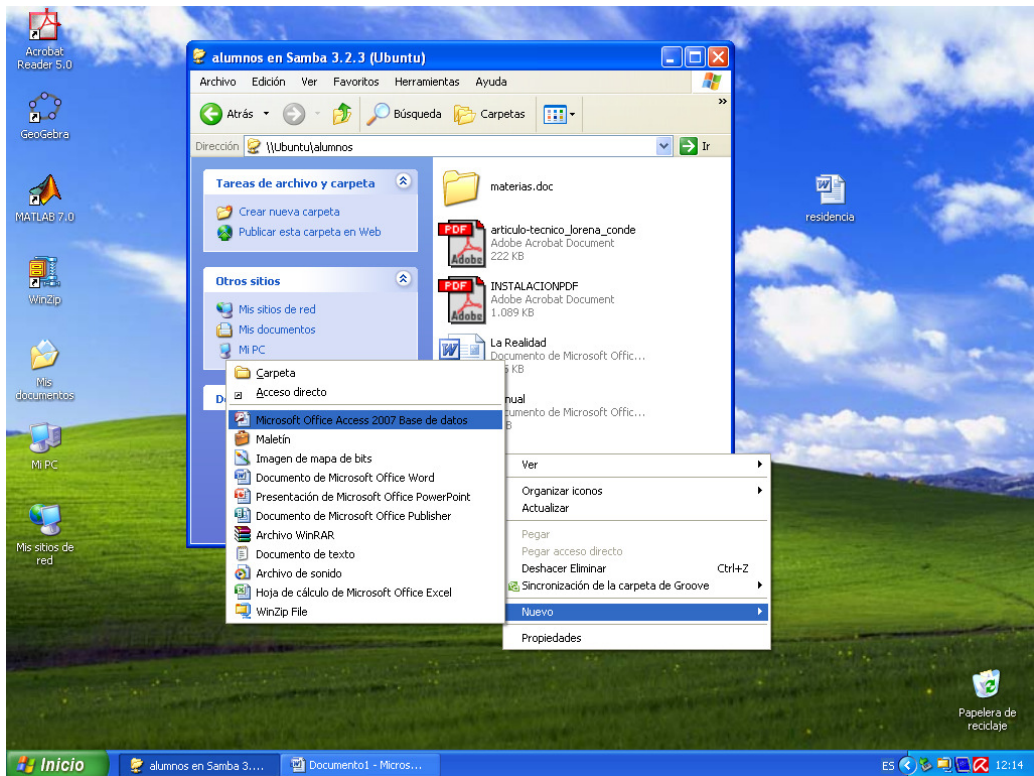 Acrobat
Reader 5.0
GeoGebra
MATLAB 7.0
WinZip
Mis
documentos
Mi PC
Mis sitios de
red
alumnos en Samba 3.2.3 (Ubuntu)
Archivo Edición Ver Favoritos Herramientas Ayuda
Atrás Búsqueda Carpetas »
Dirección \\Ubuntu\alumnos Ir
Tareas de archivo y carpeta
Crear nueva carpeta
Publicar esta carpeta en Web
Otros sitios
Mis sitios de red
Mis documentos
Mi PC
materias.doc
PDF
Adobe
articulo-tecnico_lorena_conde
Adobe Acrobat Document
222 KB
PDF
Adobe
INSTALACIONPDF
Adobe Acrobat Document
1.089 KB
La Realidad
Documento de Microsoft Offic...
KB
Microsoft Offic...
Carpeta
Acceso directo
Microsoft Office Access 2007 Base de datos
Maletín
Imagen de mapa de bits
Documento de Microsoft Office Word
Presentación de Microsoft Office PowerPoint
Documento de Microsoft Office Publisher
Archivo WinRAR
Documento de texto
Archivo de sonido
Hoja de cálculo de Microsoft Office Excel
WinZip File
Ver
Organizar iconos
Actualizar
Pegar
Pegar acceso directo
Deshacer Eliminar Ctrl+Z
Sincronización de la carpeta de Groove
Nuevo
Propiedades
residencia
Papelera de
reciclaje
Inicio
alumnos en Samba 3....
Documento1 - Micros...
ES
12:14